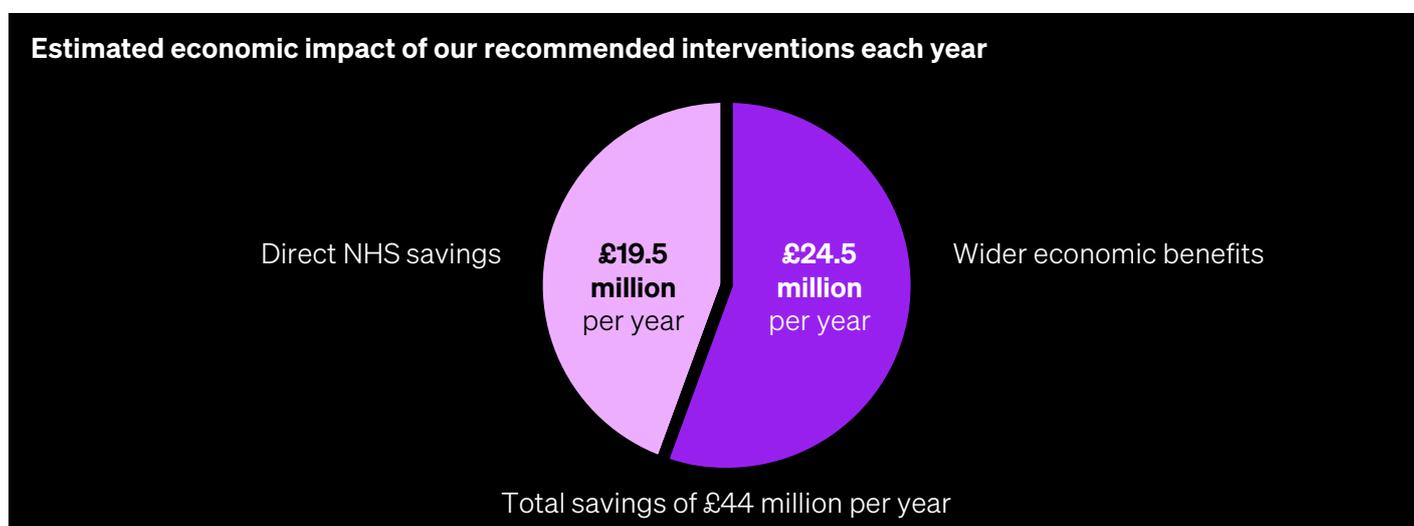 Estimated economic impact of our recommended interventions each year
Direct NHS savings
£19.5
million
per year
£24.5
million
per year
Wider economic benefits
Total savings of £44 million per year